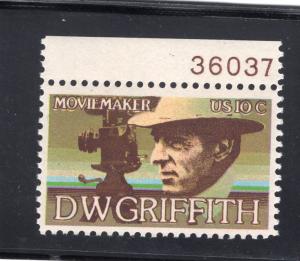 36037
MOVIEMAKER US 10 C
DW GRIFFITH